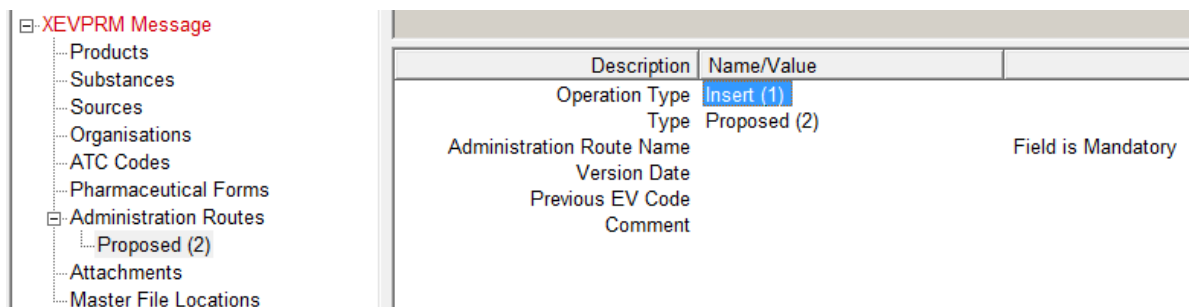 XEVPRM Message
Products
Substances
Sources
Organisations
ATC Codes
Pharmaceutical Forms
Administration Routes
Proposed (2)
Attachments
Master File Locations
Description Name/Value
Operation Type Insert (1)
Type Proposed (2)
Administration Route Name Field is Mandatory
Version Date
Previous EV Code
Comment